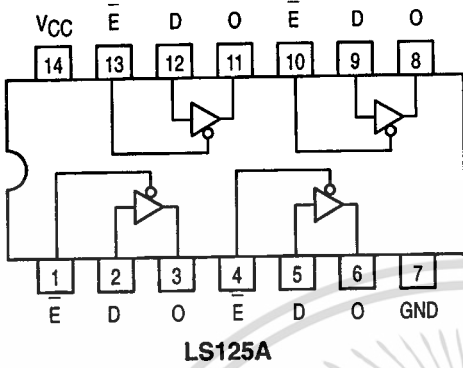 VCC E̅ D O E̅ D O
14 13 12 11 10 9 8
1 2 3 4 5 6 7
E̅ D O E̅ D O GND
LS125A